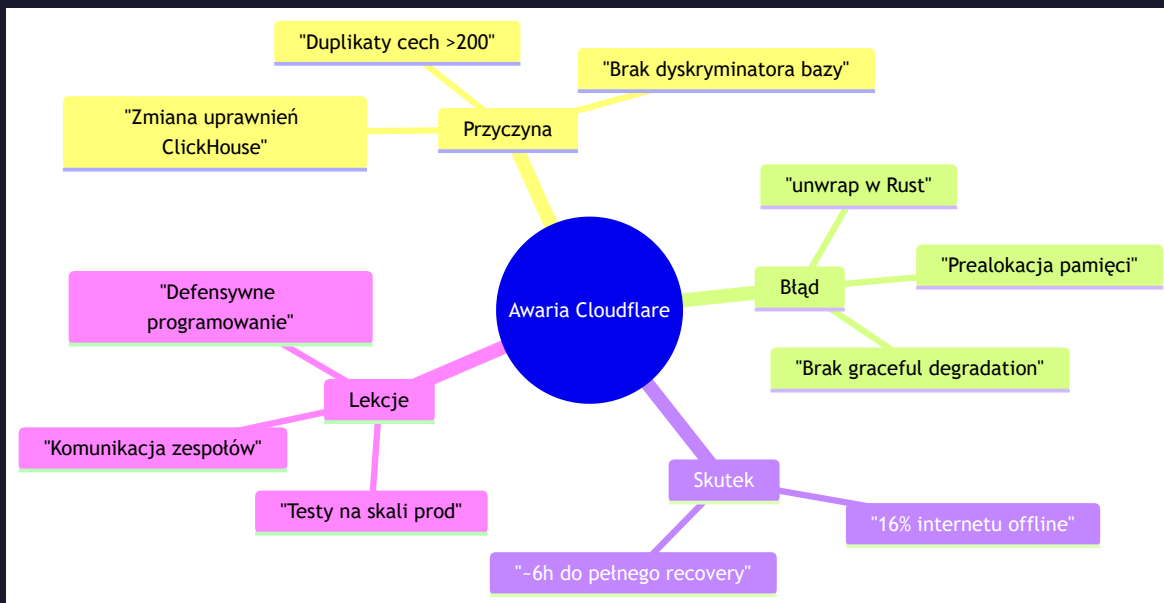 "Duplikaty cech >200"
"Brak dyskryminatora bazy"
"Zmiana uprawnień
ClickHouse"
Przyczyna
"unwrap w Rust"
"Prealokacja pamięci"
Błąd
"Brak graceful degradation"
Awaria Cloudflare
"Defensywne
programowanie"
Lekcje
"Komunikacja zespołów"
"Testy na skali prod"
Skutek
"16% internetu offline"
"~6h do pełnego recovery"